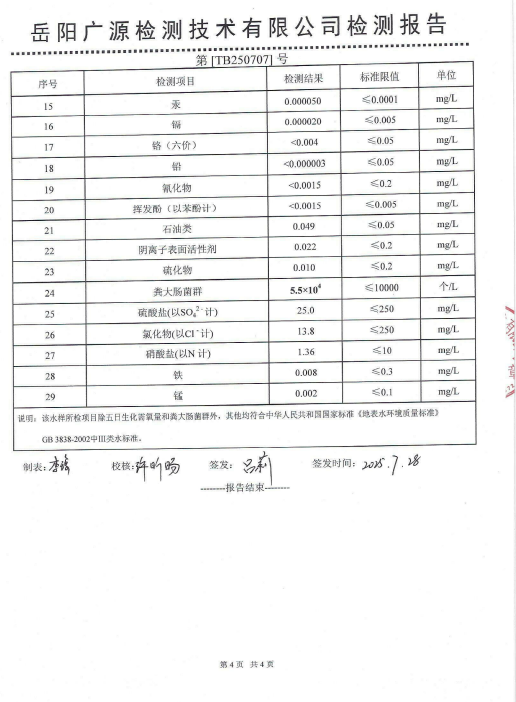 岳阳广源检测技术有限公司检测报告
第 [TB250707] 号
序号 检测项目 检测结果 标准限值 单位
15 汞 0.000050 ≤0.0001 mg/L
16 镉 0.000020 ≤0.005 mg/L
17 铬（六价） <0.004 ≤0.05 mg/L
18 铅 <0.000003 ≤0.05 mg/L
19 氰化物 <0.0015 ≤0.2 mg/L
20 挥发酚（以苯酚计） <0.0015 ≤0.005 mg/L
21 石油类 0.049 ≤0.05 mg/L
22 阴离子表面活性剂 0.022 ≤0.2 mg/L
23 硫化物 0.010 ≤0.2 mg/L
24 粪大肠菌群 5.5×10⁴ ≤10000 个/L
25 硫酸盐(以SO₄²⁻计) 25.0 ≤250 mg/L
26 氯化物(以Cl⁻计) 13.8 ≤250 mg/L
27 硝酸盐(以N 计) 1.36 ≤10 mg/L
28 铁 0.008 ≤0.3 mg/L
29 锰 0.002 ≤0.1 mg/L
说明：该水样所检项目除五日生化需氧量和粪大肠菌群外，其他均符合中华人民共和国国家标准《地表水环境质量标准》
GB 3838-2002中Ⅲ类水标准。
制表: 校核: 签发: 吕莉 签发时间: 2025.7.28
--------报告结束--------
第 4 页 共 4 页